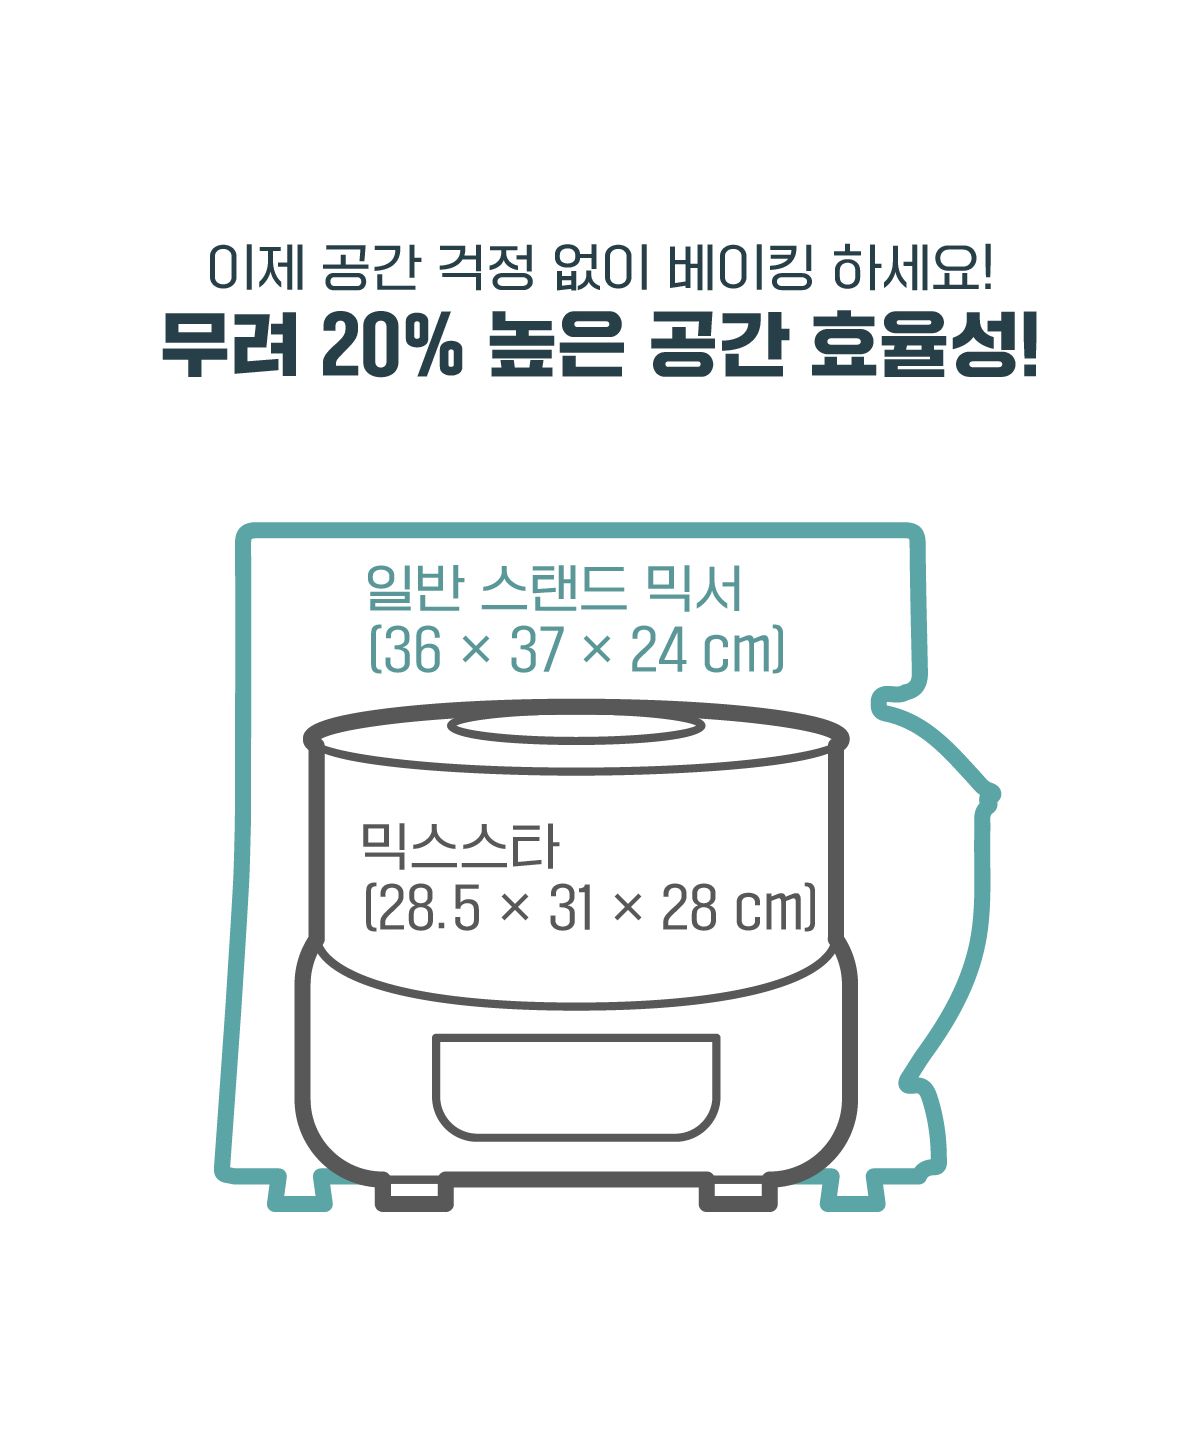 이제 공간 걱정 없이 베이킹 하세요!
무려 20% 높은 공간 효율성!
일반 스탠드 믹서
(36 × 37 × 24 cm)
믹스스타
(28.5 × 31 × 28 cm)